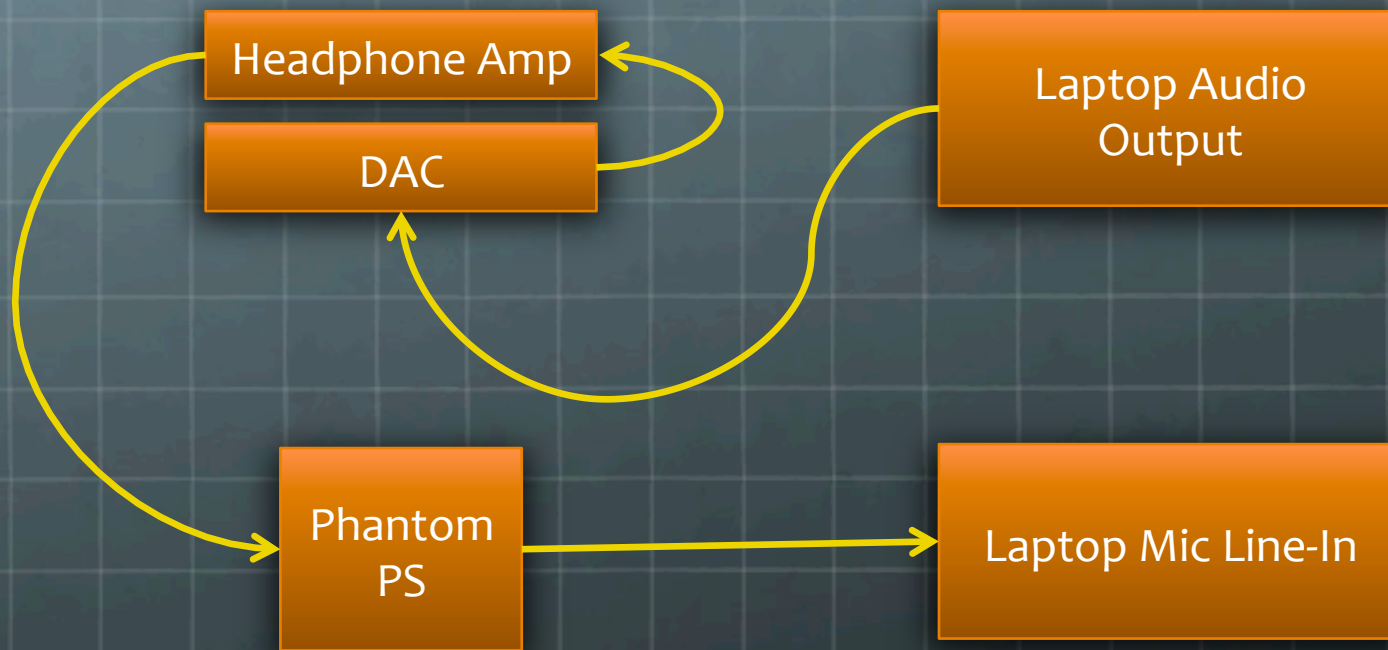 Headphone Amp
Laptop Audio
Output
DAC
Phantom
PS
Laptop Mic Line-In